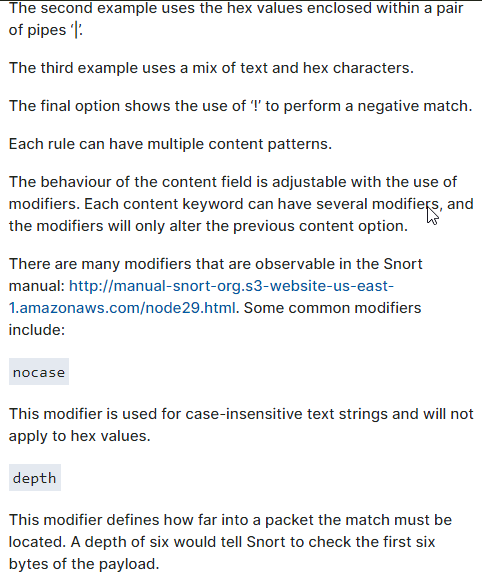 The second example uses the hex values enclosed within a pair
of pipes ‘|’.
The third example uses a mix of text and hex characters.
The final option shows the use of ‘!’ to perform a negative match.
Each rule can have multiple content patterns.
The behaviour of the content field is adjustable with the use of
modifiers. Each content keyword can have several modifiers, and
the modifiers will only alter the previous content option.
There are many modifiers that are observable in the Snort
manual: http://manual-snort-org.s3-website-us-east-
1.amazonaws.com/node29.html. Some common modifiers
include:
nocase
This modifier is used for case-insensitive text strings and will not
apply to hex values.
depth
This modifier defines how far into a packet the match must be
located. A depth of six would tell Snort to check the first six
bytes of the payload.